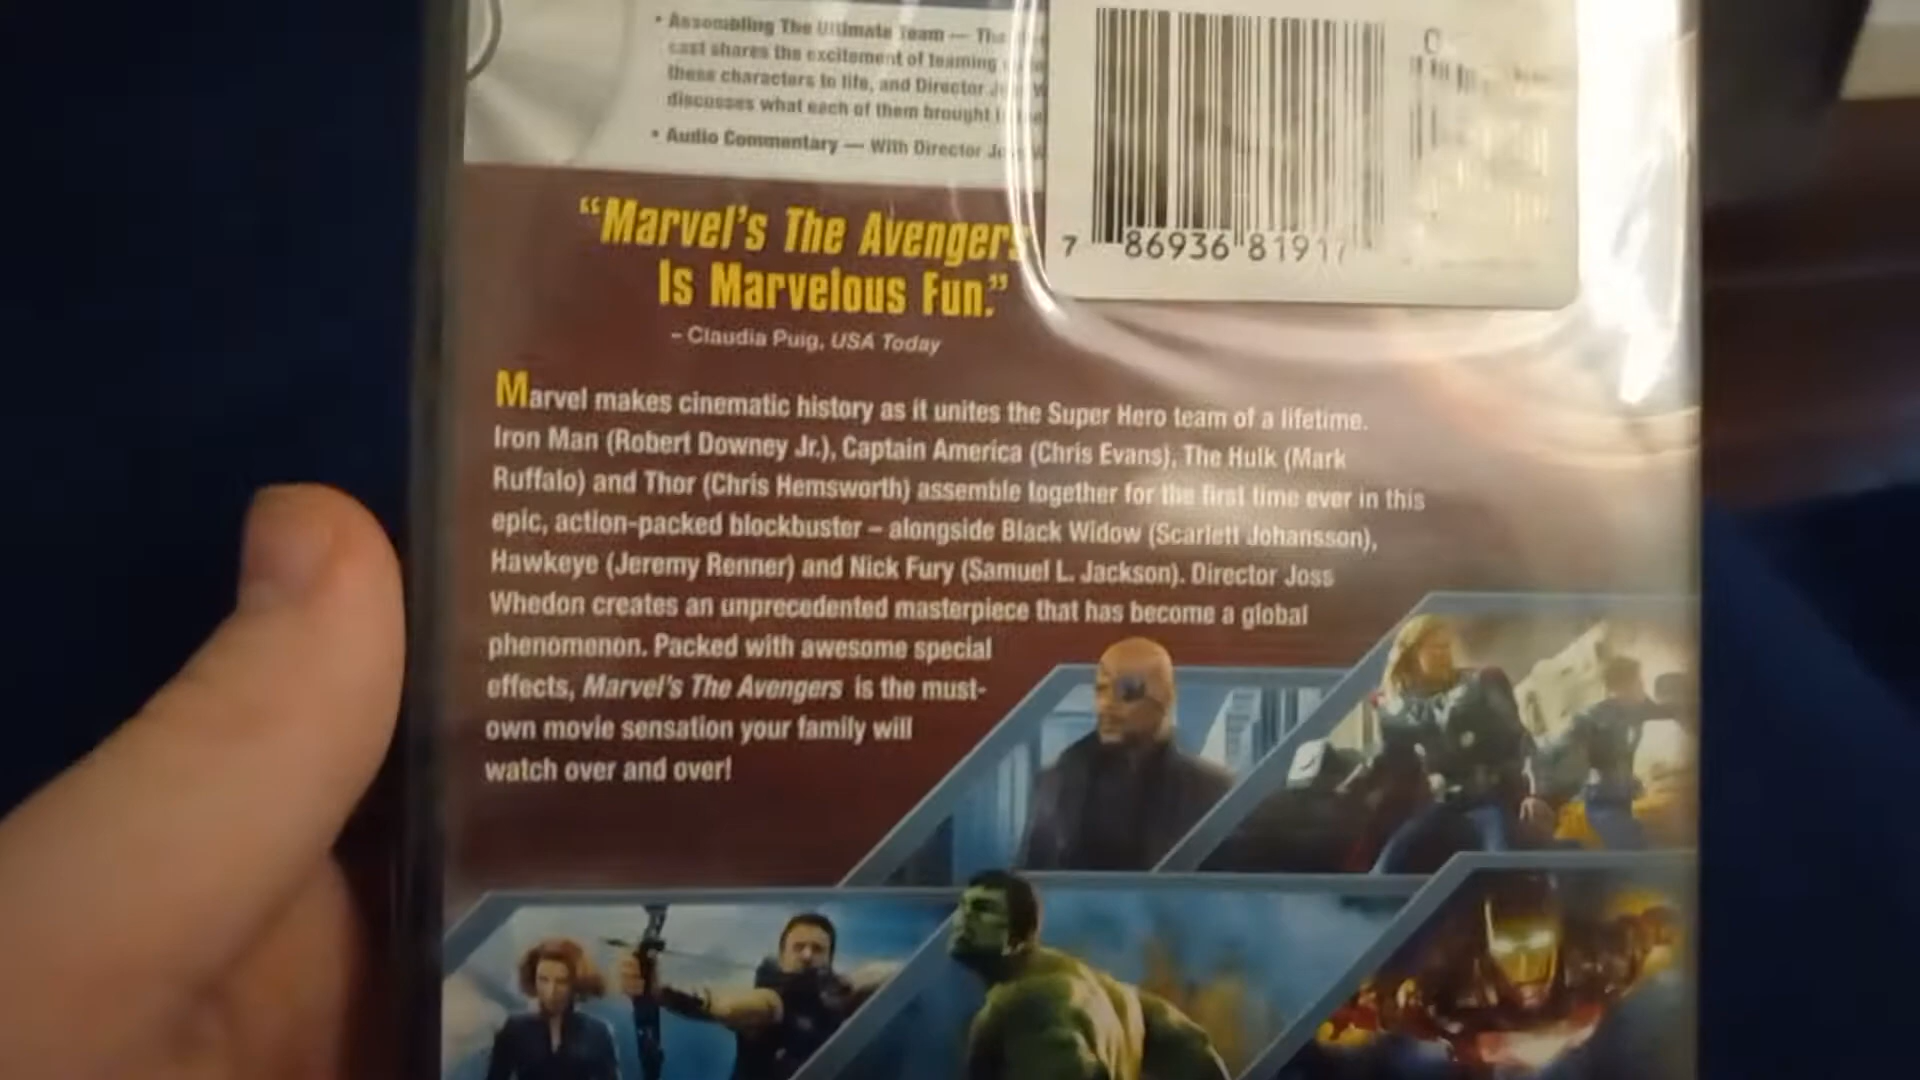 • Assembling The Ultimate Team — The
cast shares the excitement of teaming
these characters to life, and Director
discusses what each of them brought
• Audio Commentary — With Director
7 86936 8191
“Marvel’s The Avengers
Is Marvelous Fun.”
– Claudia Puig, USA Today
Marvel makes cinematic history as it unites the Super Hero team of a lifetime.
Iron Man (Robert Downey Jr.), Captain America (Chris Evans), The Hulk (Mark
Ruffalo) and Thor (Chris Hemsworth) assemble together for the first time ever in this
epic, action-packed blockbuster – alongside Black Widow (Scarlett Johansson),
Hawkeye (Jeremy Renner) and Nick Fury (Samuel L. Jackson). Director Joss
Whedon creates an unprecedented masterpiece that has become a global
phenomenon. Packed with awesome special
effects, Marvel’s The Avengers is the must-
own movie sensation your family will
watch over and over!